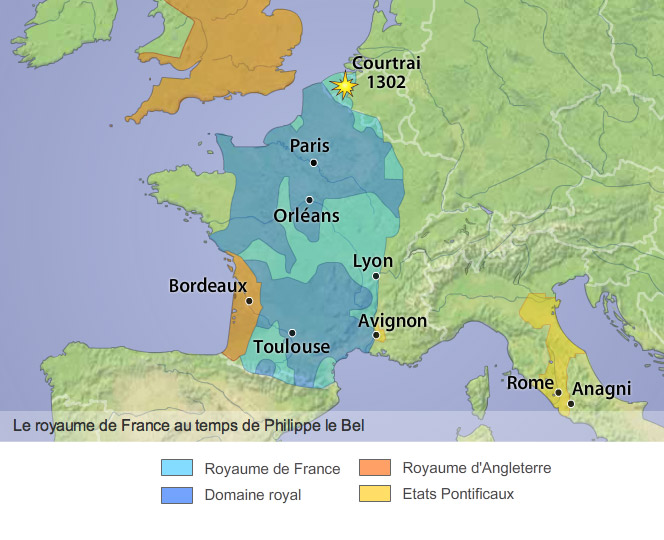 Courtrai
1302
Paris
Orléans
Lyon
Bordeaux
Avignon
Toulouse
Rome
Anagni
Le royaume de France au temps de Philippe le Bel
Royaume de France
Royaume d'Angleterre
Domaine royal
Etats Pontificaux